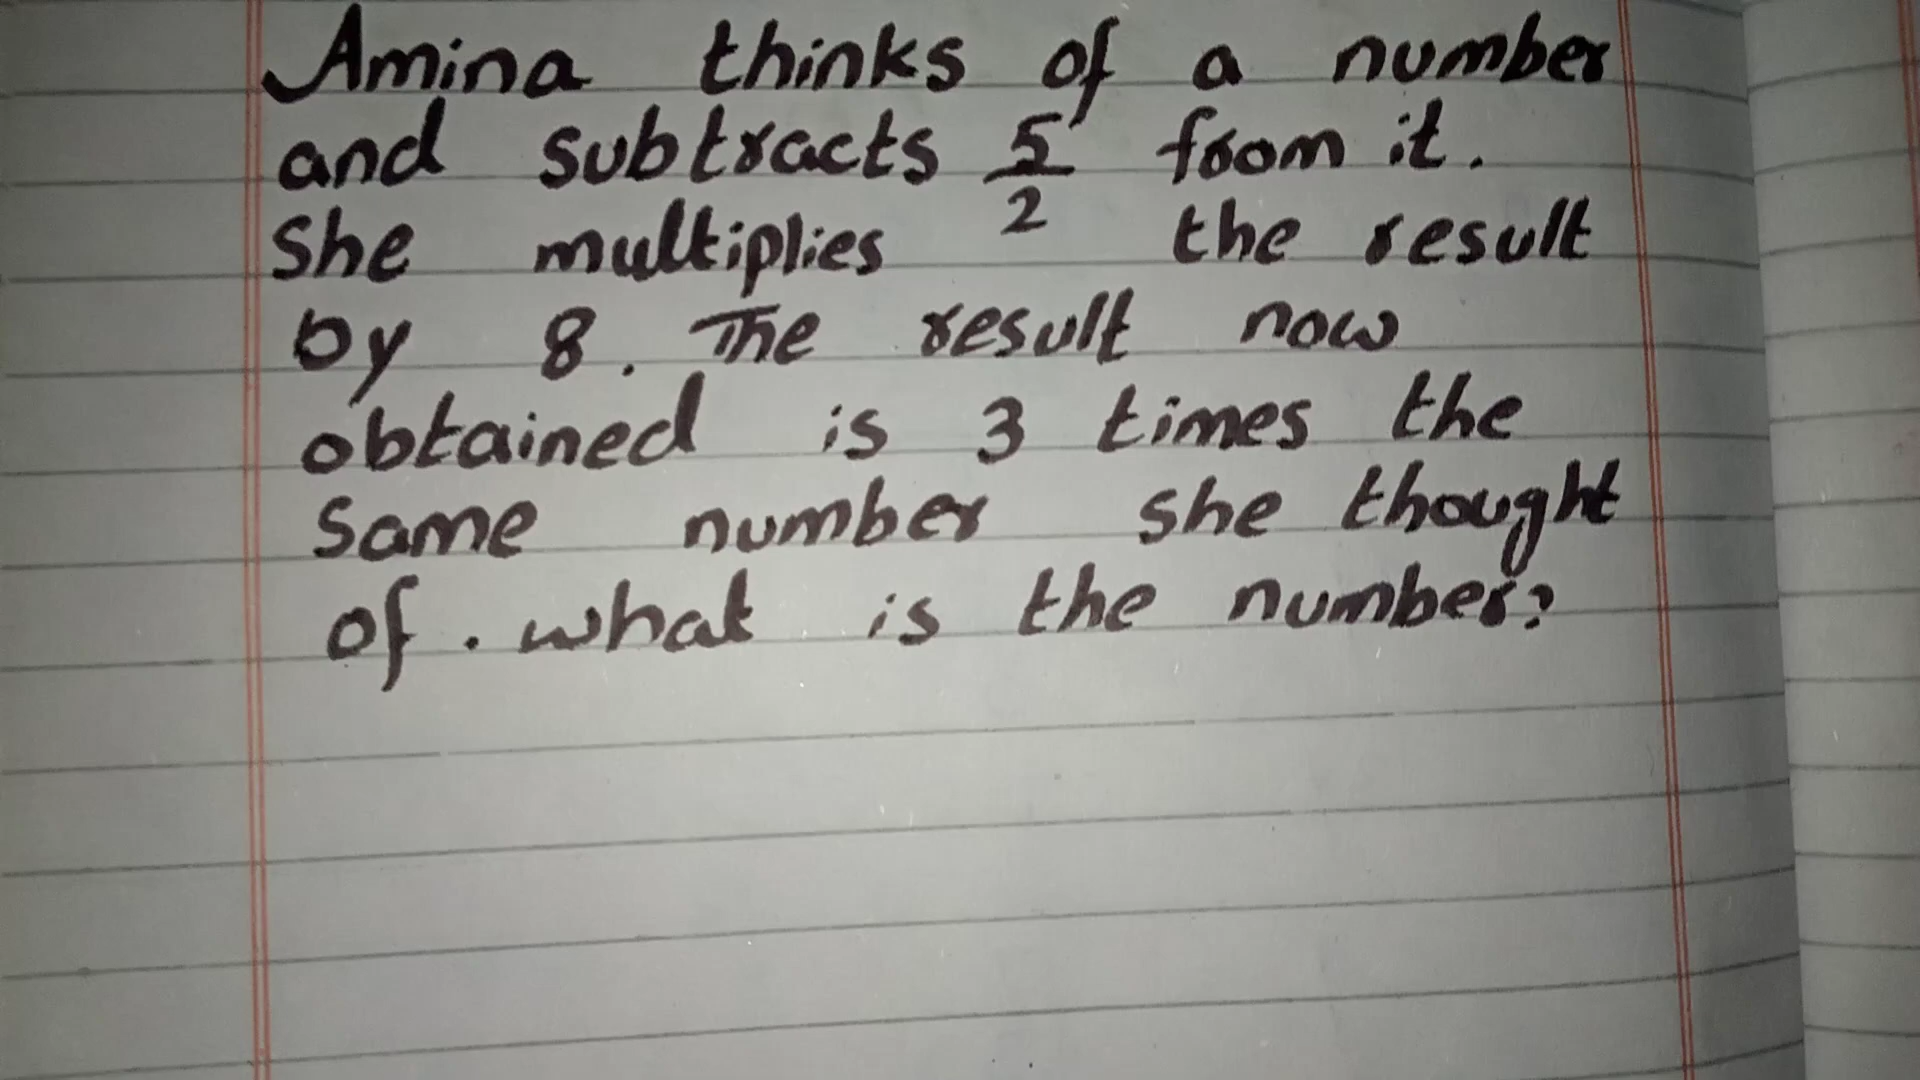 Amina thinks of a number
and subtracts 5/2 from it.
She multiplies the result
by 8. The result now
obtained is 3 times the
Same number she thought
of. what is the number?